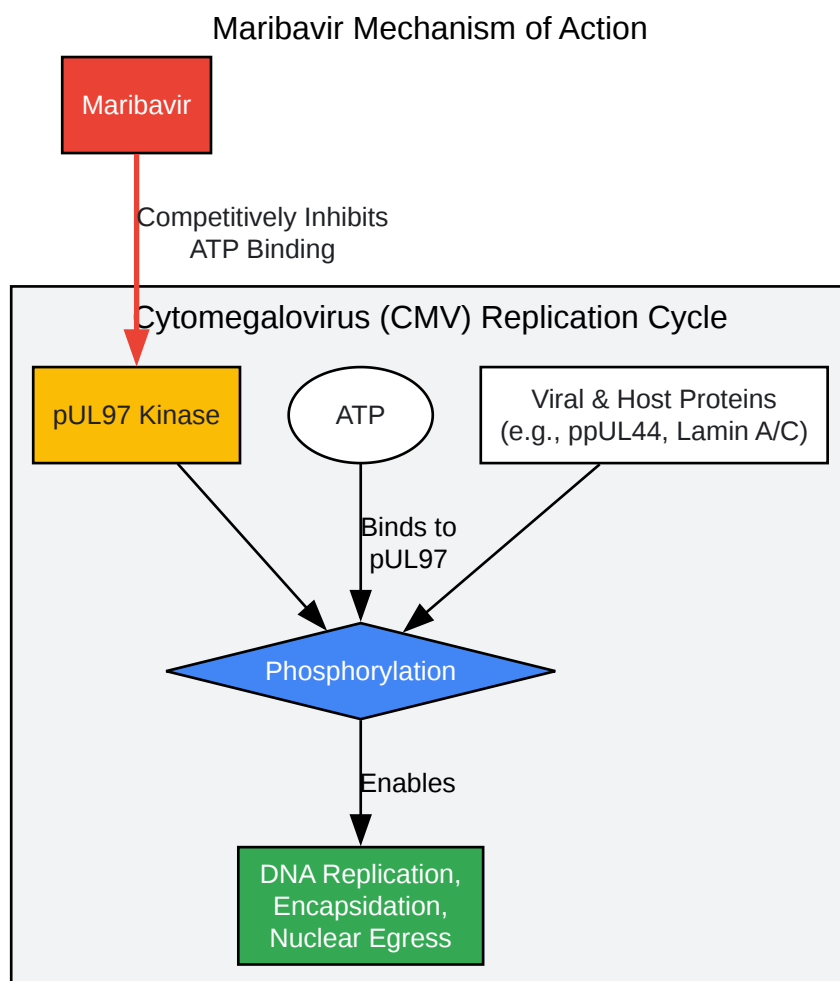 Maribavir Mechanism of Action
Maribavir
Competitively Inhibits
ATP Binding
Cytomegalovirus (CMV) Replication Cycle
pUL97 Kinase
ATP
Viral & Host Proteins
(e.g., ppUL44, Lamin A/C)
Binds to
pUL97
Phosphorylation
Enables
DNA Replication,
Encapsidation,
Nuclear Egress